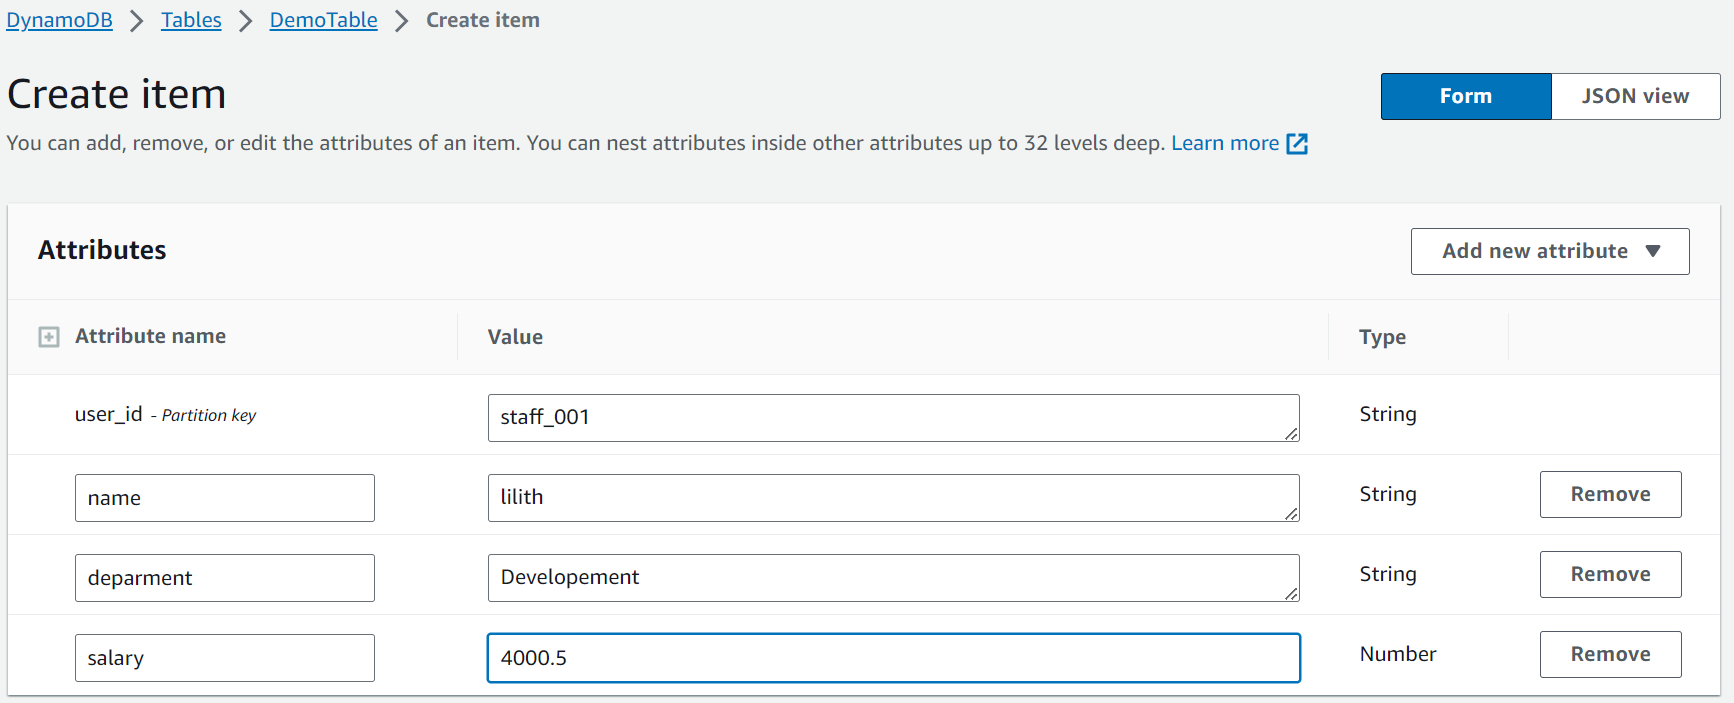 DynamoDB > Tables > DemoTable > Create item
Create item
Form JSON view
You can add, remove, or edit the attributes of an item. You can nest attributes inside other attributes up to 32 levels deep. Learn more
Attributes
Add new attribute ▼
Attribute name Value Type
user_id - Partition key staff_001 String
name lilith String Remove
deparment Developement String Remove
salary 4000.5 Number Remove